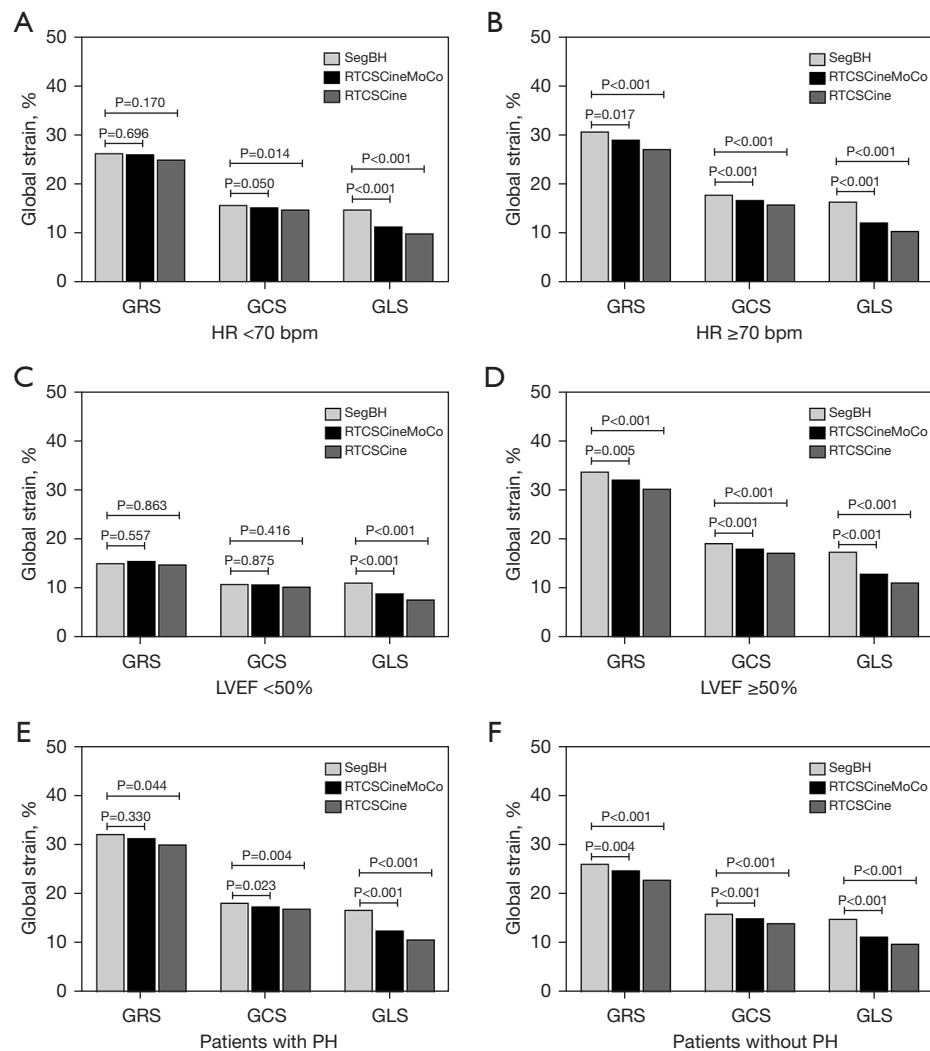 A
Global strain, %
50
40
30
20
10
0
SegBH
RTCSCineMoCo
RTCSCine
P=0.170
P=0.696
P=0.014
P=0.050
P<0.001
P<0.001
GRS
GCS
GLS
HR <70 bpm
B
Global strain, %
50
40
30
20
10
0
SegBH
RTCSCineMoCo
RTCSCine
P<0.001
P=0.017
P<0.001
P<0.001
P<0.001
P<0.001
GRS
GCS
GLS
HR ≥70 bpm
C
Global strain, %
50
40
30
20
10
0
SegBH
RTCSCineMoCo
RTCSCine
P=0.863
P=0.557
P=0.416
P=0.875
P<0.001
P<0.001
GRS
GCS
GLS
LVEF <50%
D
Global strain, %
50
40
30
20
10
0
SegBH
RTCSCineMoCo
RTCSCine
P<0.001
P=0.005
P<0.001
P<0.001
P<0.001
P<0.001
GRS
GCS
GLS
LVEF ≥50%
E
Global strain, %
50
40
30
20
10
0
SegBH
RTCSCineMoCo
RTCSCine
P=0.044
P=0.330
P=0.004
P=0.023
P<0.001
P<0.001
GRS
GCS
GLS
Patients with PH
F
Global strain, %
50
40
30
20
10
0
SegBH
RTCSCineMoCo
RTCSCine
P<0.001
P=0.004
P<0.001
P<0.001
P<0.001
P<0.001
GRS
GCS
GLS
Patients without PH